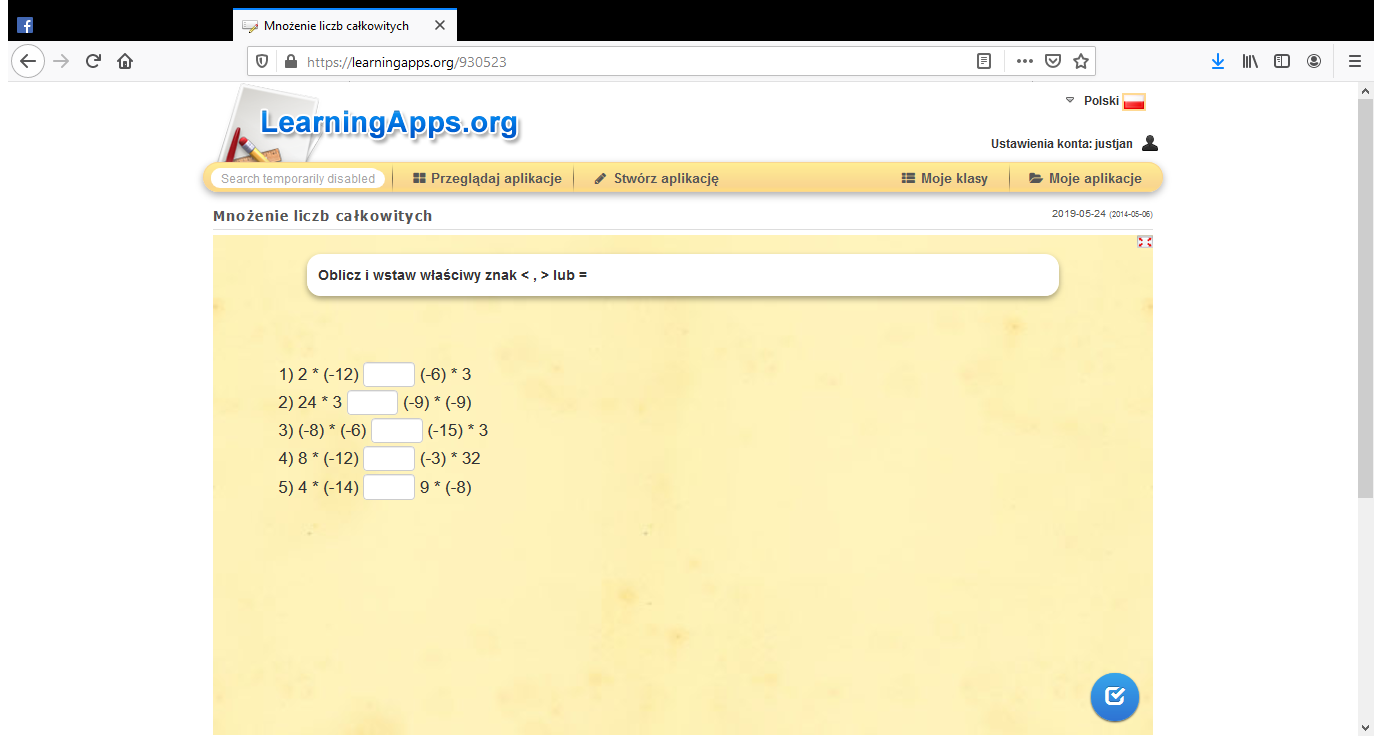 Mnożenie liczb całkowitych
https://learningapps.org/930523
LearningApps.org
Polski
Ustawienia konta: justjan
Search temporarily disabled Przeglądaj aplikacje Stwórz aplikację Moje klasy Moje aplikacje
Mnożenie liczb całkowitych 2019-05-24 (2014-05-06)
Oblicz i wstaw właściwy znak < , > lub =
1) 2 * (-12) (-6) * 3
2) 24 * 3 (-9) * (-9)
3) (-8) * (-6) (-15) * 3
4) 8 * (-12) (-3) * 32
5) 4 * (-14) 9 * (-8)